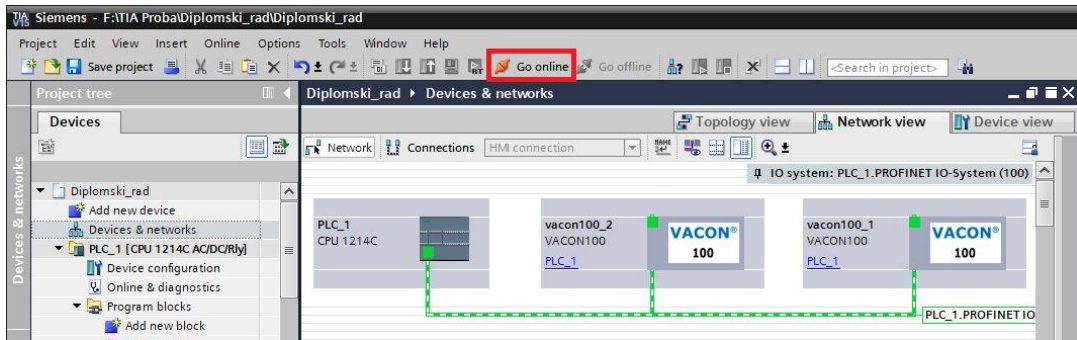 Siemens - F:\TIA Proba\Diplomski_rad\Diplomski_rad
Project Edit View Insert Online Options Tools Window Help
Save project Go online Go offline <Search in project>
Project tree
Diplomski_rad Devices & networks
Devices
Topology view Network view Device view
Network Connections HMI connection
IO system: PLC_1.PROFINET IO-System (100)
Devices & networks
Diplomski_rad
Add new device
Devices & networks
PLC_1 [CPU 1214C AC/DC/Rly]
Device configuration
Online & diagnostics
Program blocks
Add new block
PLC_1
CPU 1214C
vacon100_2
VACON100
PLC_1
VACON®
100
vacon100_1
VACON100
PLC_1
VACON®
100
PLC_1.PROFINET IO